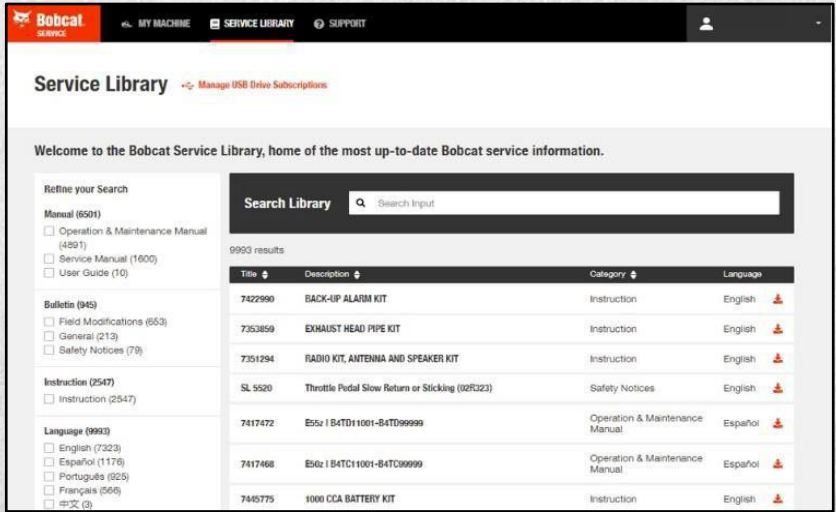 Bobcat
SERVICE
MY MACHINE
SERVICE LIBRARY
SUPPORT
Service Library
Manage USB Drive Subscriptions
Welcome to the Bobcat Service Library, home of the most up-to-date Bobcat service information.
Refine your Search
Manual (6501)
Operation & Maintenance Manual
(4891)
Service Manual (1600)
User Guide (10)
Bulletin (945)
Field Modifications (653)
General (213)
Safety Notices (79)
Instruction (2547)
Instruction (2547)
Language (9993)
English (7323)
Español (1176)
Português (925)
Français (566)
中文 (3)
Search Library
Search Input
9993 results
Title Description Category Language
7422990 BACK-UP ALARM KIT Instruction English
7353859 EXHAUST HEAD PIPE KIT Instruction English
7351294 RADIO KIT, ANTENNA AND SPEAKER KIT Instruction English
SL 5520 Throttle Pedal Slow Return or Sticking (02R323) Safety Notices English
7417472 E55z | B4TD11001-B4TD99999 Operation & Maintenance Manual Español
7417468 E50z | B4TC11001-B4TC99999 Operation & Maintenance Manual Español
7445775 1000 CCA BATTERY KIT Instruction English